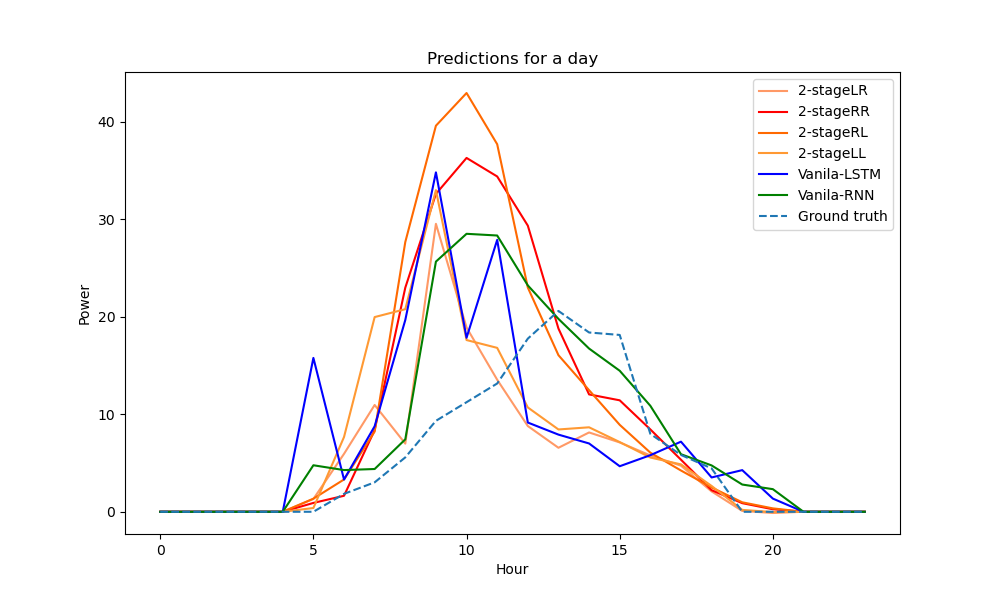 Predictions for a day
2-stageLR
2-stageRR
2-stageRL
2-stageLL
Vanila-LSTM
Vanila-RNN
Ground truth
Power
40
30
20
10
0
0 5 10 15 20
Hour